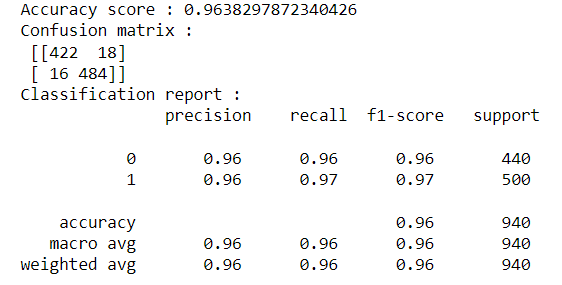 Accuracy score : 0.9638297872340426
Confusion matrix :
[[422  18]
[ 16 484]]
Classification report :
precision    recall  f1-score   support
0       0.96      0.96      0.96       440
1       0.96      0.97      0.97       500
accuracy                           0.96       940
macro avg       0.96      0.96      0.96       940
weighted avg       0.96      0.96      0.96       940